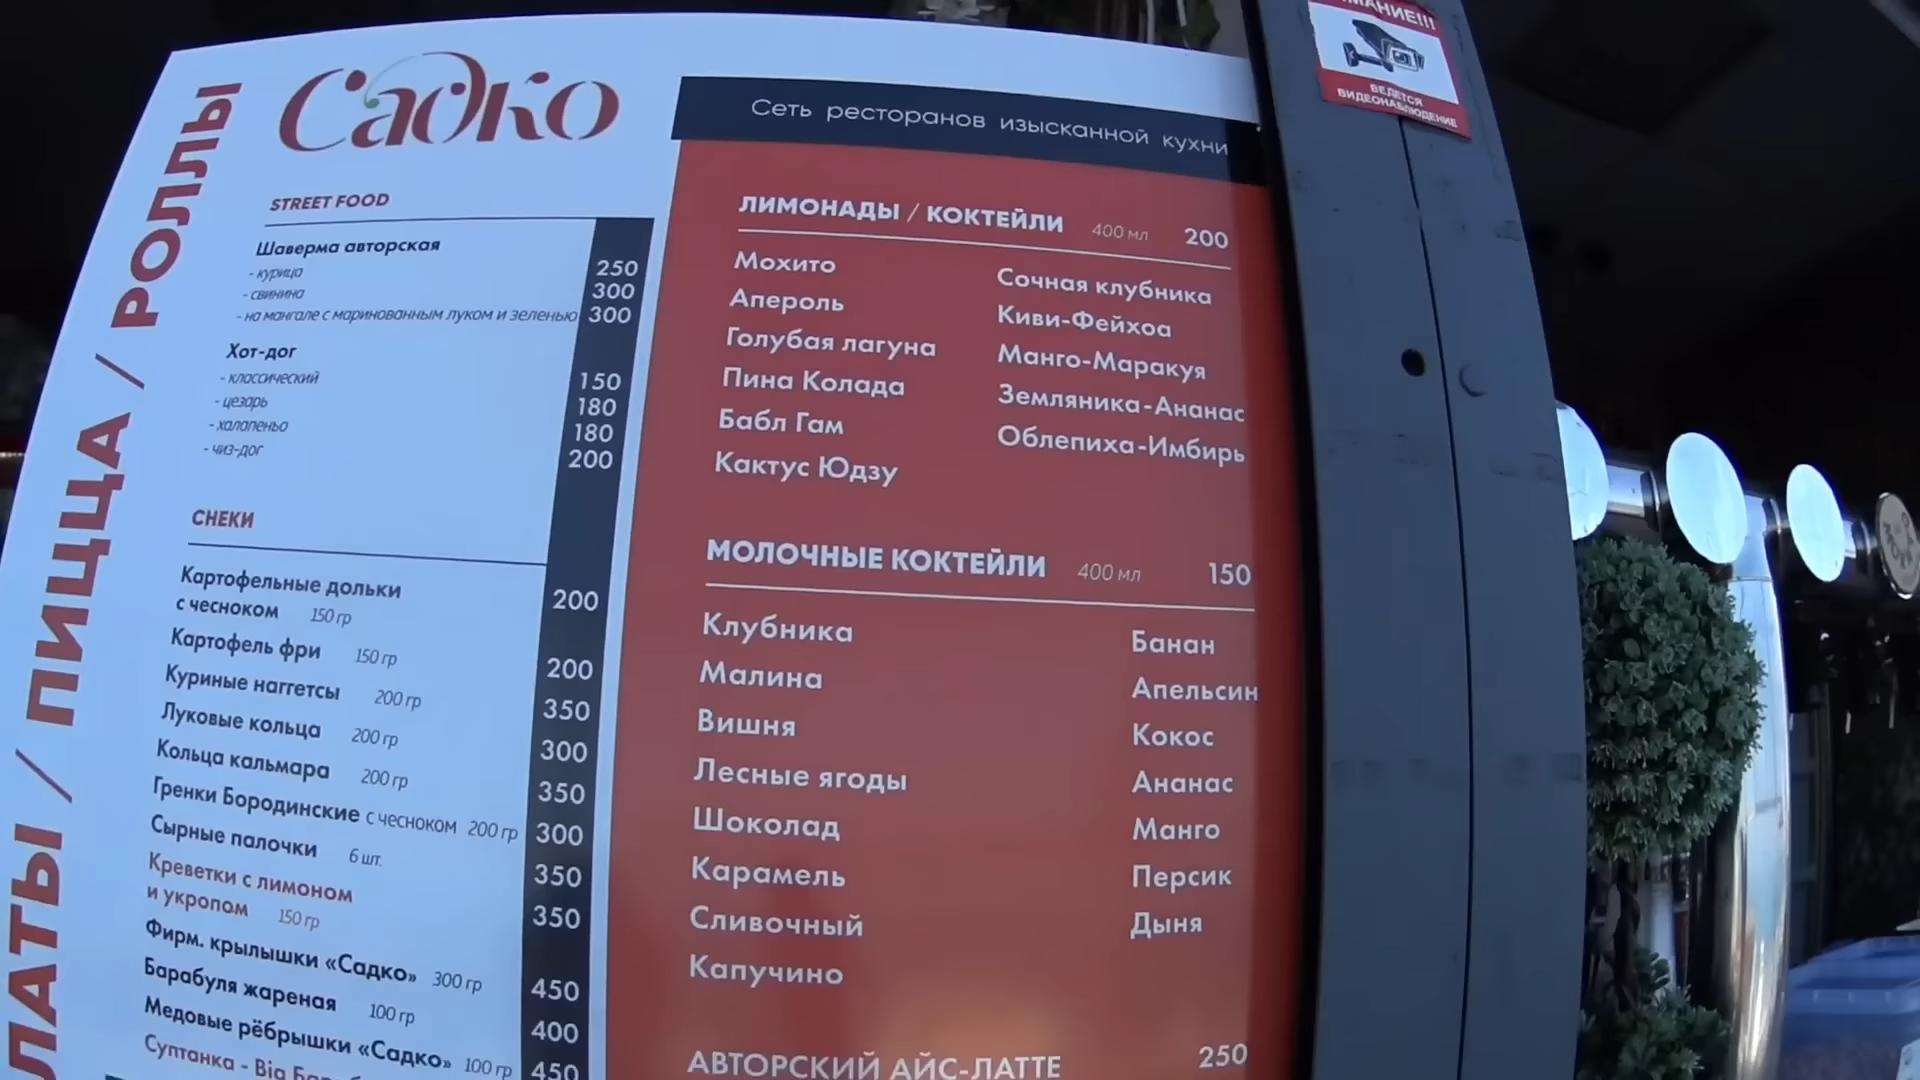 Садко
Сеть ресторанов изысканной кухни
ЛАТЫ / ПИЦЦА / РОЛЛЫ
STREET FOOD
Шаверма авторская
- курица 250
- свинина 300
- на мангале с маринованным луком и зеленью 300
Хот-дог
- классический 150
- цезарь 180
- халапеньо 180
- чиз-дог 200
СНЕКИ
Картофельные дольки
с чесноком 150 гр 200
Картофель фри 150 гр 200
Куриные наггетсы 200 гр 350
Луковые кольца 200 гр 300
Кольца кальмара 200 гр 350
Гренки Бородинские с чесноком 200 гр 300
Сырные палочки 6 шт. 350
Креветки с лимоном
и укропом 150 гр 350
Фирм. крылышки «Садко» 300 гр 450
Барабуля жареная 100 гр 400
Медовые рёбрышки «Садко» 100 гр 450
Султанка - Big
ЛИМОНАДЫ / КОКТЕЙЛИ 400 мл 200
Мохито
Апероль
Голубая лагуна
Пина Колада
Бабл Гам
Кактус Юдзу
Сочная клубника
Киви-Фейхоа
Манго-Маракуя
Земляника-Ананас
Облепиха-Имбирь
МОЛОЧНЫЕ КОКТЕЙЛИ 400 мл 150
Клубника
Малина
Вишня
Лесные ягоды
Шоколад
Карамель
Сливочный
Капучино
Банан
Апельсин
Кокос
Ананас
Манго
Персик
Дыня
АВТОРСКИЙ АЙС-ЛАТТЕ 250
ИМАНИЕ!!!
ВЕДЕТСЯ
ВИДЕОНАБЛЮДЕНИЕ